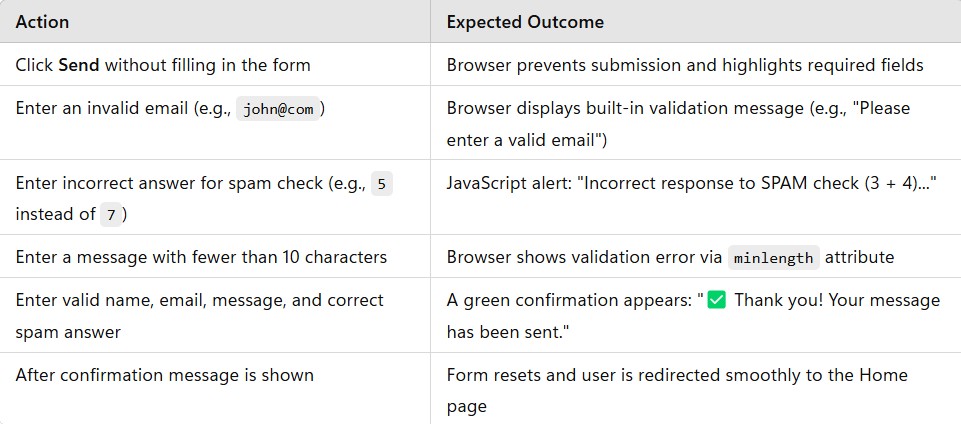 Action
Expected Outcome
Click Send without filling in the form
Browser prevents submission and highlights required fields
Enter an invalid email (e.g., john@com)
Browser displays built-in validation message (e.g., "Please
enter a valid email")
Enter incorrect answer for spam check (e.g., 5
instead of 7)
JavaScript alert: "Incorrect response to SPAM check (3 + 4)..."
Enter a message with fewer than 10 characters
Browser shows validation error via minlength attribute
Enter valid name, email, message, and correct
spam answer
A green confirmation appears: "✅ Thank you! Your message
has been sent."
After confirmation message is shown
Form resets and user is redirected smoothly to the Home
page